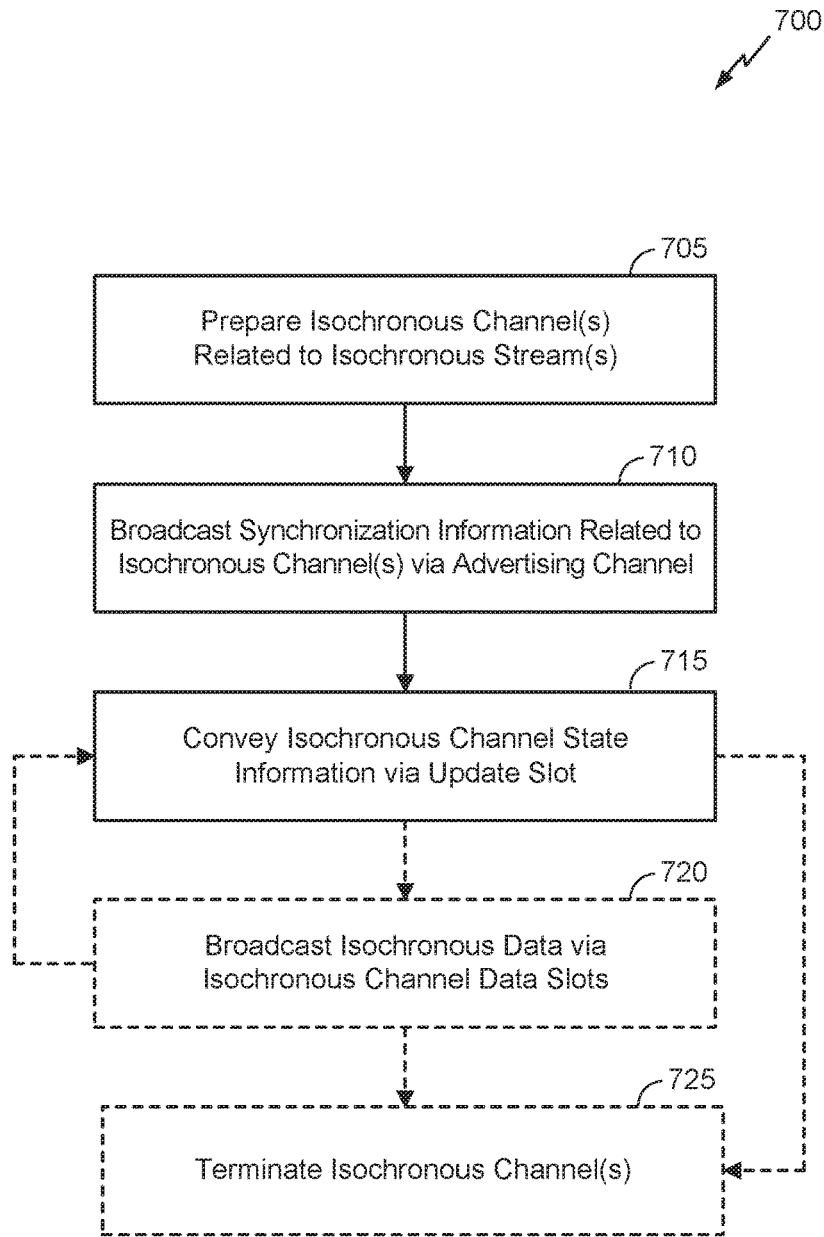 700
705
Prepare Isochronous Channel(s)
Related to Isochronous Stream(s)
710
Broadcast Synchronization Information Related to
Isochronous Channel(s) via Advertising Channel
715
Convey Isochronous Channel State
Information via Update Slot
720
Broadcast Isochronous Data via
Isochronous Channel Data Slots
725
Terminate Isochronous Channel(s)